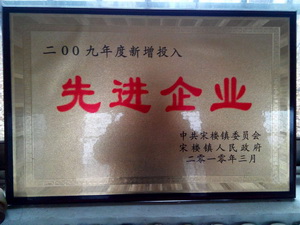 二00九年度新增投入
先进企业
中共宋楼镇委员会
宋楼镇人民政府
二零一零年三月